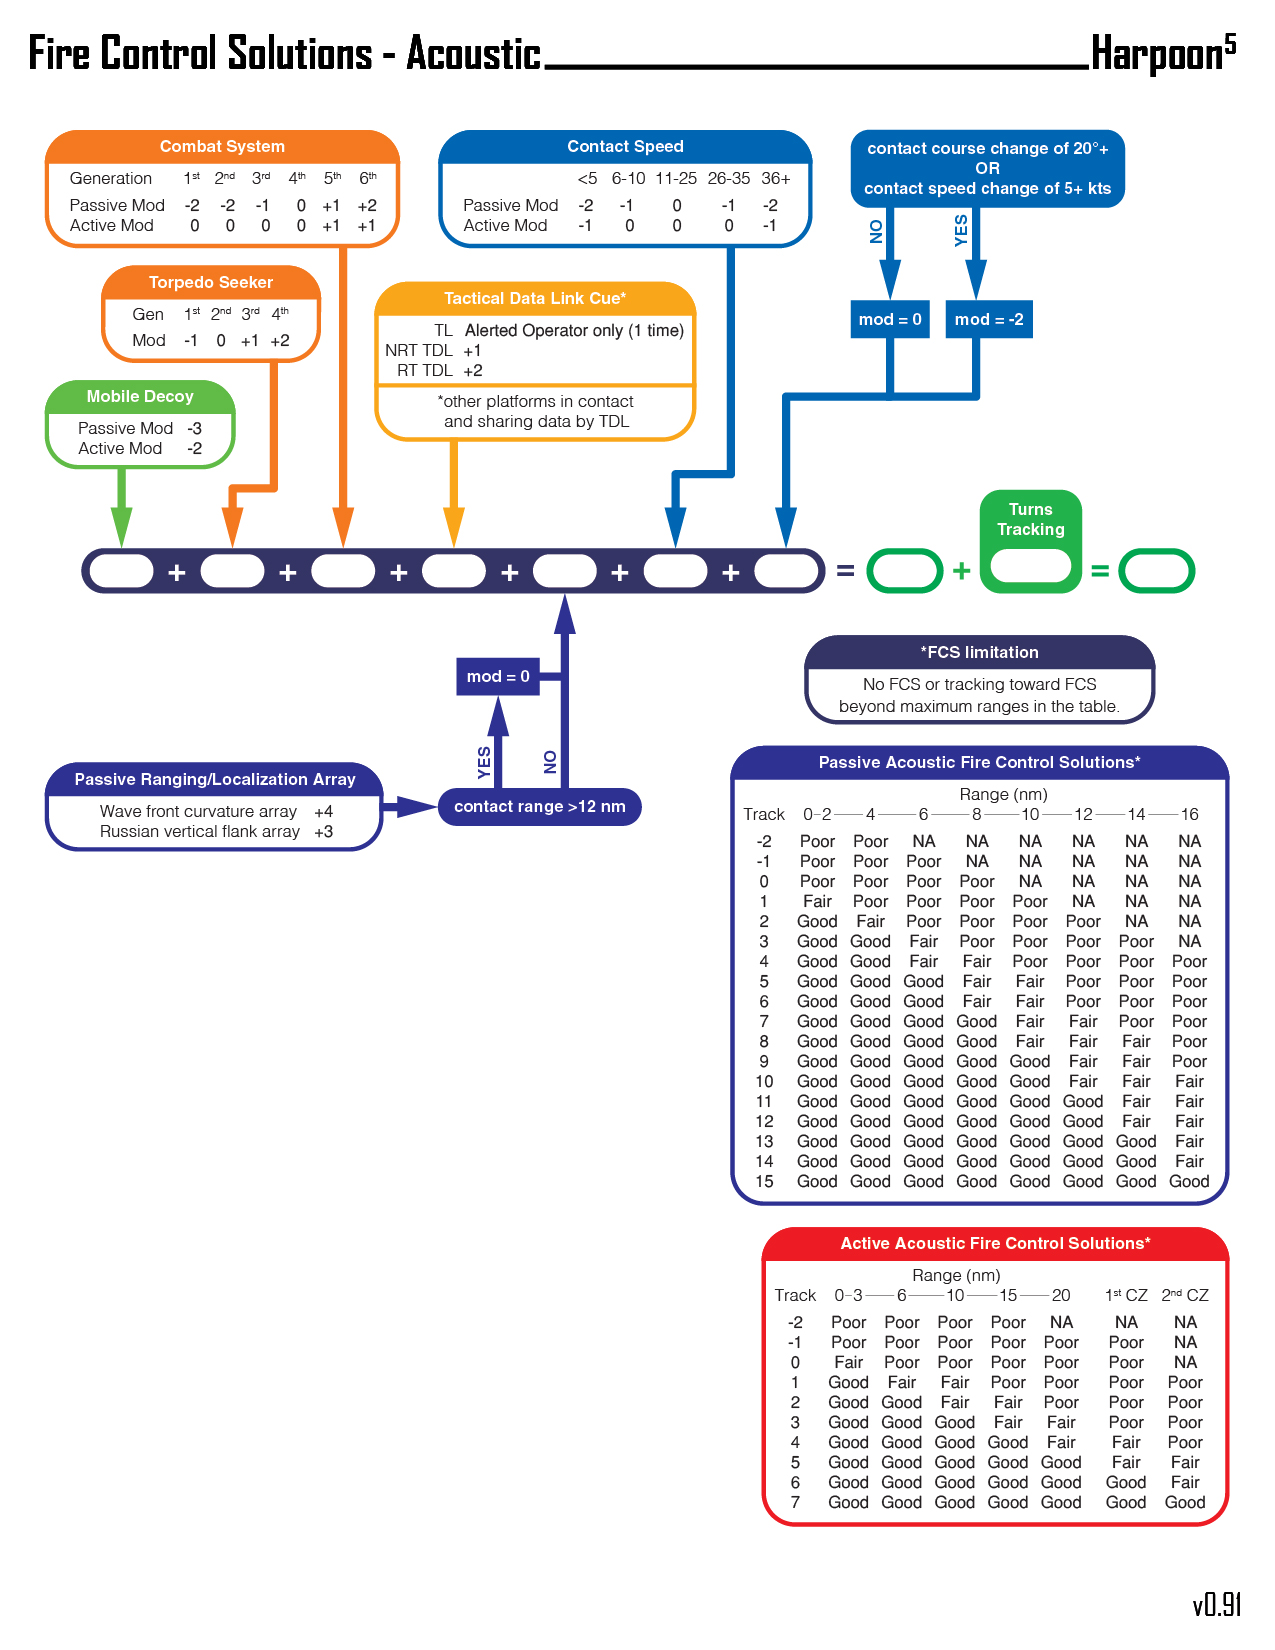 Fire Control Solutions - Acoustic Harpoon⁵
Combat System
Generation 1st 2nd 3rd 4th 5th 6th
Passive Mod -2 -2 -1 0 +1 +2
Active Mod 0 0 0 0 +1 +1
Contact Speed
<5 6-10 11-25 26-35 36+
Passive Mod -2 -1 0 -1 -2
Active Mod -1 0 0 0 -1
contact course change of 20°+
OR
contact speed change of 5+ kts
NO
YES
mod = 0
mod = -2
Torpedo Seeker
Gen 1st 2nd 3rd 4th
Mod -1 0 +1 +2
Tactical Data Link Cue*
TL Alerted Operator only (1 time)
NRT TDL +1
RT TDL +2
*other platforms in contact
and sharing data by TDL
Mobile Decoy
Passive Mod -3
Active Mod -2
Turns
Tracking
+ + + + + + = + =
mod = 0
YES
NO
Passive Ranging/Localization Array
Wave front curvature array +4
Russian vertical flank array +3
contact range >12 nm
*FCS limitation
No FCS or tracking toward FCS
beyond maximum ranges in the table.
Passive Acoustic Fire Control Solutions*
Range (nm)
Track 0-2 4 6 8 10 12 14 16
-2 Poor Poor NA NA NA NA NA NA
-1 Poor Poor Poor NA NA NA NA NA
0 Poor Poor Poor Poor NA NA NA NA
1 Fair Poor Poor Poor Poor NA NA NA
2 Good Fair Poor Poor Poor Poor NA NA
3 Good Good Fair Poor Poor Poor Poor NA
4 Good Good Fair Fair Poor Poor Poor Poor
5 Good Good Good Fair Fair Poor Poor Poor
6 Good Good Good Fair Fair Poor Poor Poor
7 Good Good Good Good Fair Fair Poor Poor
8 Good Good Good Good Fair Fair Fair Poor
9 Good Good Good Good Good Fair Fair Poor
10 Good Good Good Good Good Fair Fair Fair
11 Good Good Good Good Good Good Fair Fair
12 Good Good Good Good Good Good Fair Fair
13 Good Good Good Good Good Good Good Fair
14 Good Good Good Good Good Good Good Fair
15 Good Good Good Good Good Good Good Good
Active Acoustic Fire Control Solutions*
Range (nm)
Track 0-3 6 10 15 20 1st CZ 2nd CZ
-2 Poor Poor Poor Poor NA NA NA
-1 Poor Poor Poor Poor Poor Poor NA
0 Fair Poor Poor Poor Poor Poor NA
1 Good Fair Fair Poor Poor Poor Poor
2 Good Good Fair Fair Poor Poor Poor
3 Good Good Good Fair Fair Poor Poor
4 Good Good Good Good Fair Fair Poor
5 Good Good Good Good Good Fair Fair
6 Good Good Good Good Good Good Fair
7 Good Good Good Good Good Good Good
v0.91